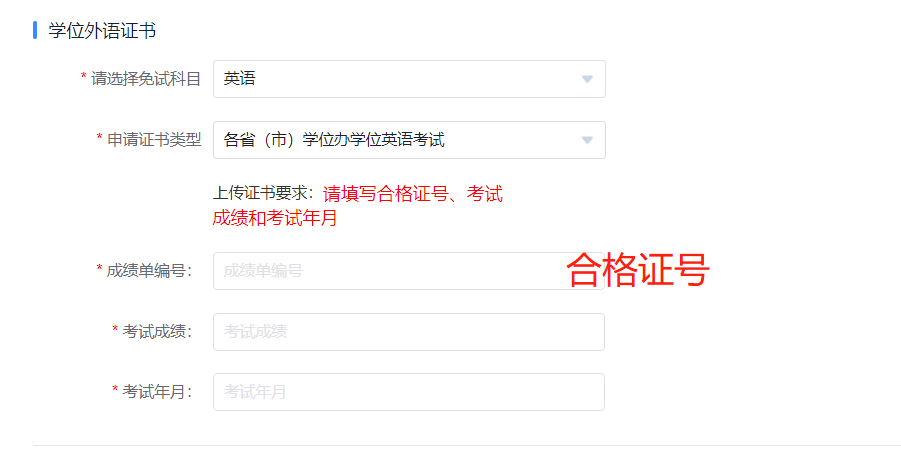 学位外语证书
* 请选择免试科目 英语
* 申请证书类型 各省（市）学位办学位英语考试
上传证书要求：请填写合格证号、考试
成绩和考试年月
* 成绩单编号： 成绩单编号 合格证号
* 考试成绩： 考试成绩
* 考试年月： 考试年月